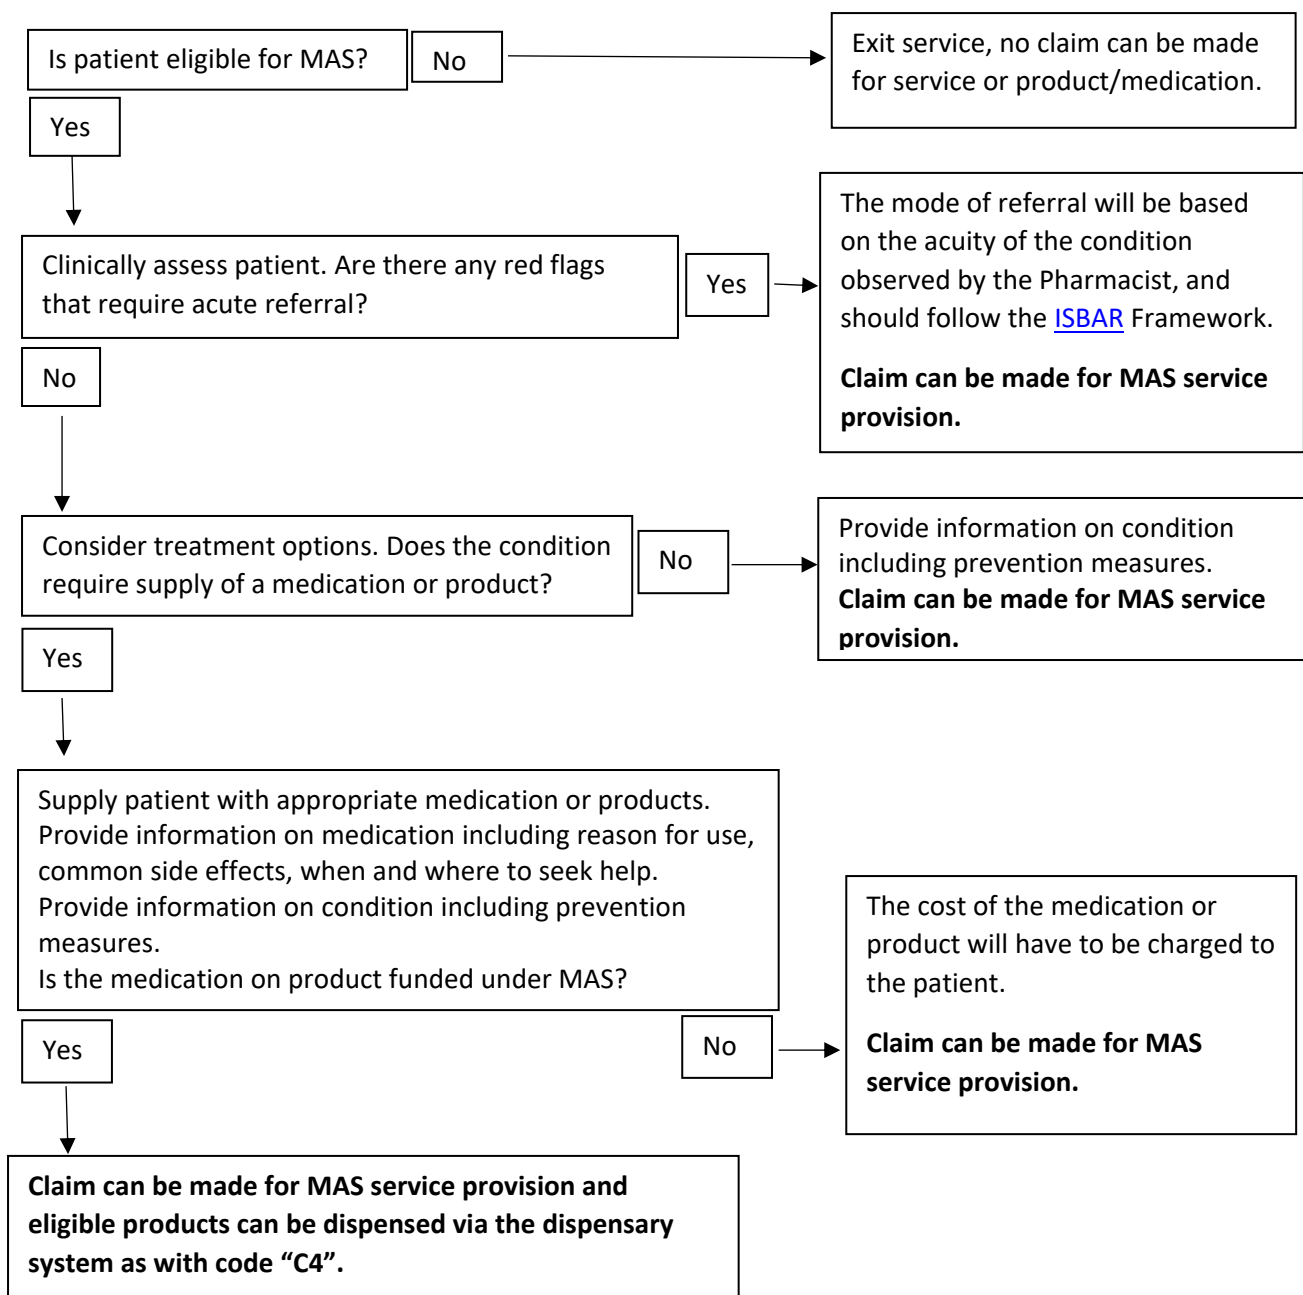 Is patient eligible for MAS?
No
Exit service, no claim can be made
for service or product/medication.
Yes
Clinically assess patient. Are there any red flags
that require acute referral?
Yes
The mode of referral will be based
on the acuity of the condition
observed by the Pharmacist, and
should follow the ISBAR Framework.
Claim can be made for MAS service
provision.
No
Consider treatment options. Does the condition
require supply of a medication or product?
No
Provide information on condition
including prevention measures.
Claim can be made for MAS service
provision.
Yes
Supply patient with appropriate medication or products.
Provide information on medication including reason for use,
common side effects, when and where to seek help.
Provide information on condition including prevention
measures.
Is the medication on product funded under MAS?
Yes
No
The cost of the medication or
product will have to be charged to
the patient.
Claim can be made for MAS
service provision.
Claim can be made for MAS service provision and
eligible products can be dispensed via the dispensary
system as with code “C4”.